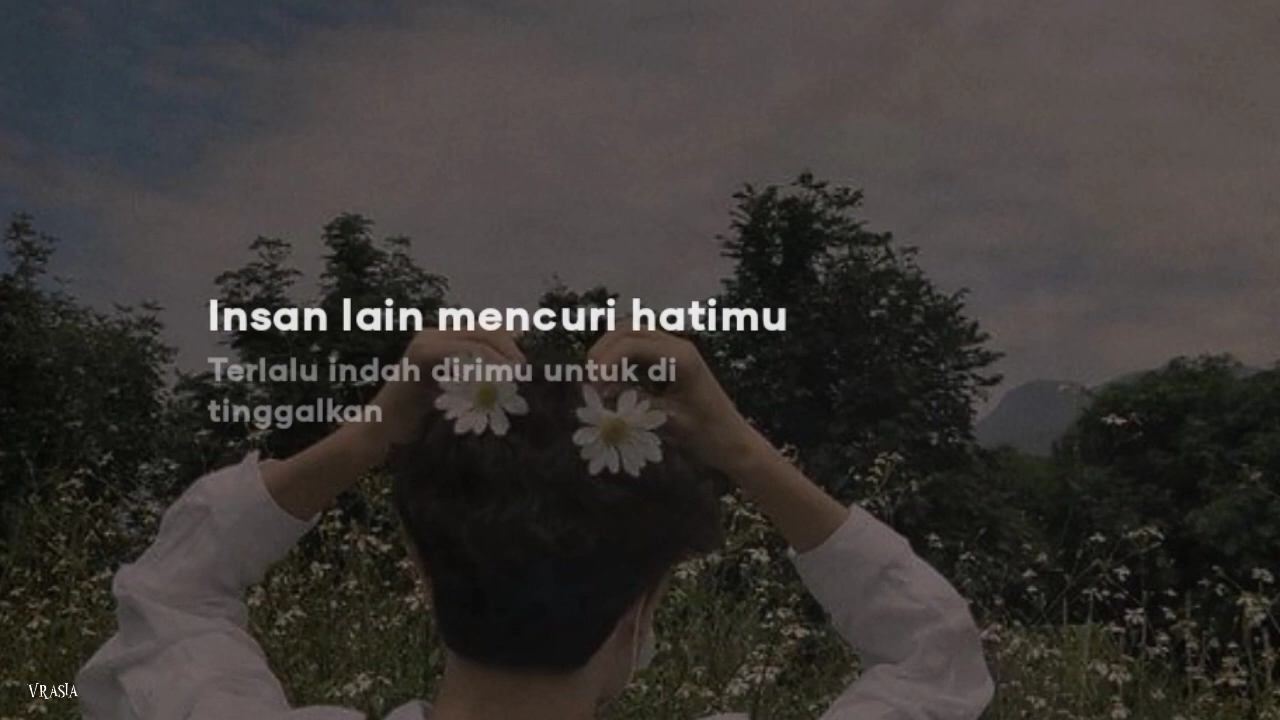 Insan lain mencuri hatimu
Terlalu indah dirimu untuk di
tinggalkan
VRASIA